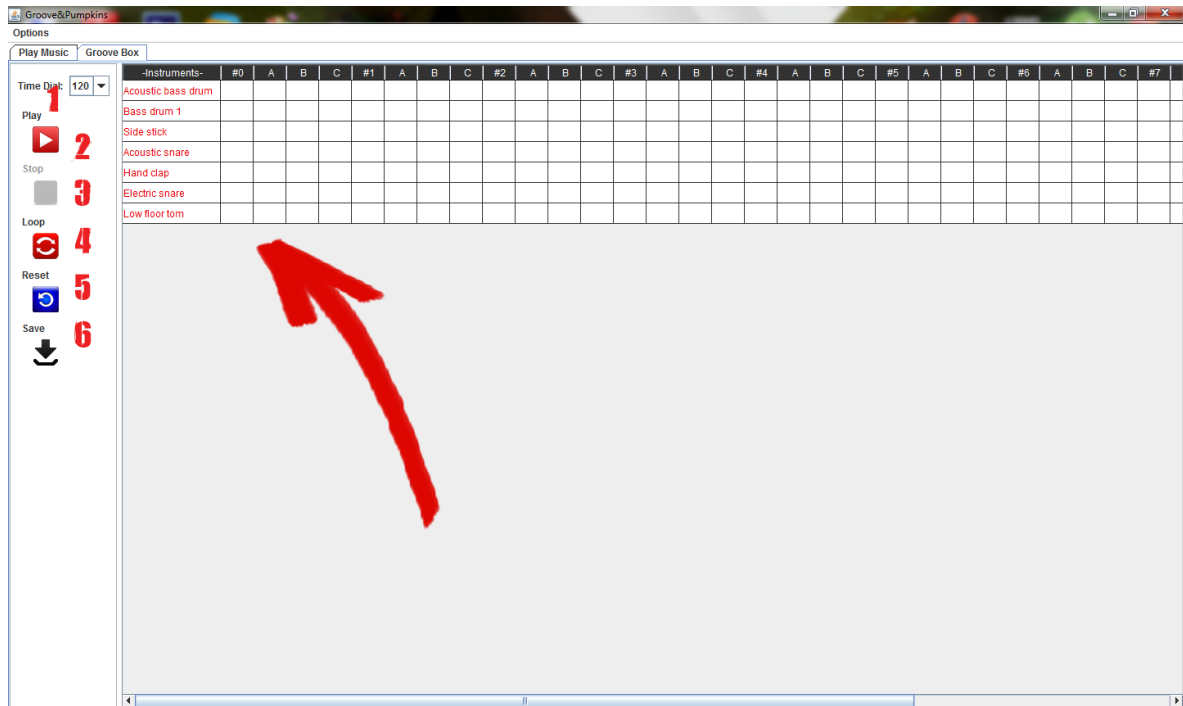 Groove&Pumpkins
Options
Play Music Groove Box
Time Dial: 120
1
Play
2
Stop
3
Loop
4
Reset
5
Save
6
-Instruments- #0 A B C #1 A B C #2 A B C #3 A B C #4 A B C #5 A B C #6 A B C #7
Acoustic bass drum
Bass drum 1
Side stick
Acoustic snare
Hand clap
Electric snare
Low floor tom